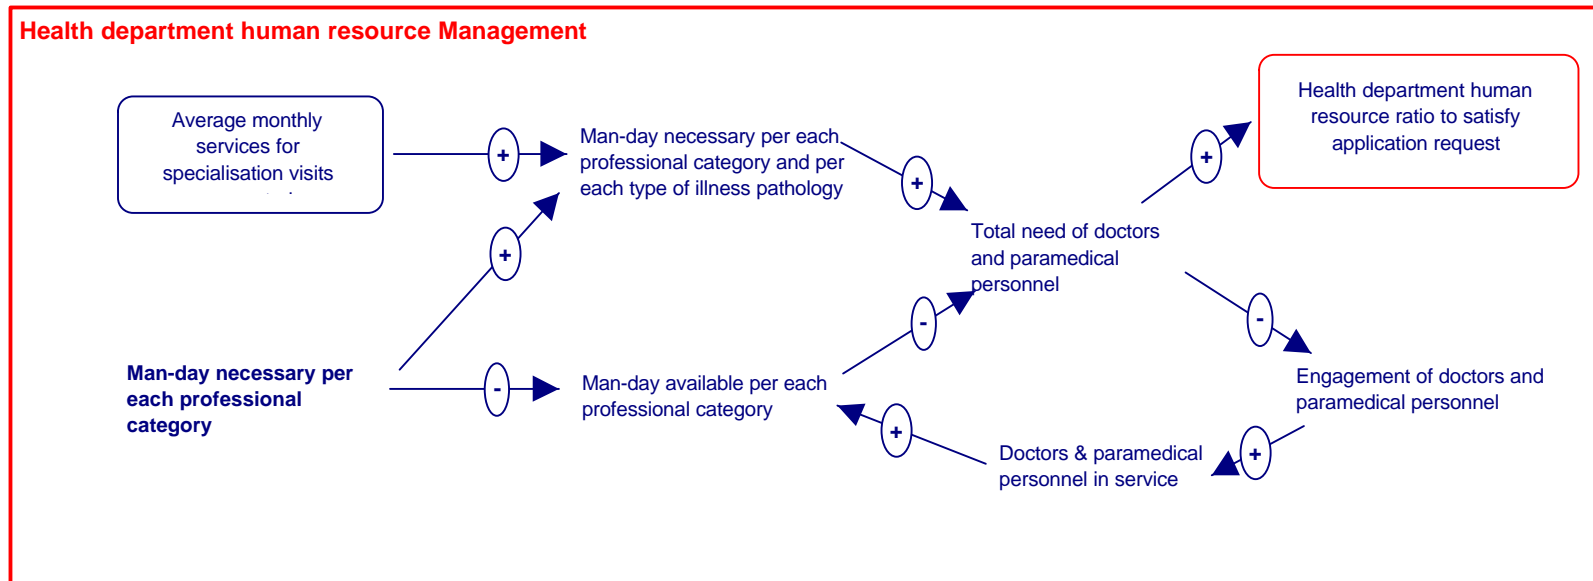 Health department human resource Management
Average monthly
services for
specialisation visits
+
Man-day necessary per each
professional category and per
each type of illness pathology
+
Health department human
resource ratio to satisfy
application request
+
+
Total need of doctors
and paramedical
personnel
-
-
Man-day necessary per
each professional
category
-
Man-day available per each
professional category
Engagement of doctors and
paramedical personnel
+
Doctors & paramedical
personnel in service
+